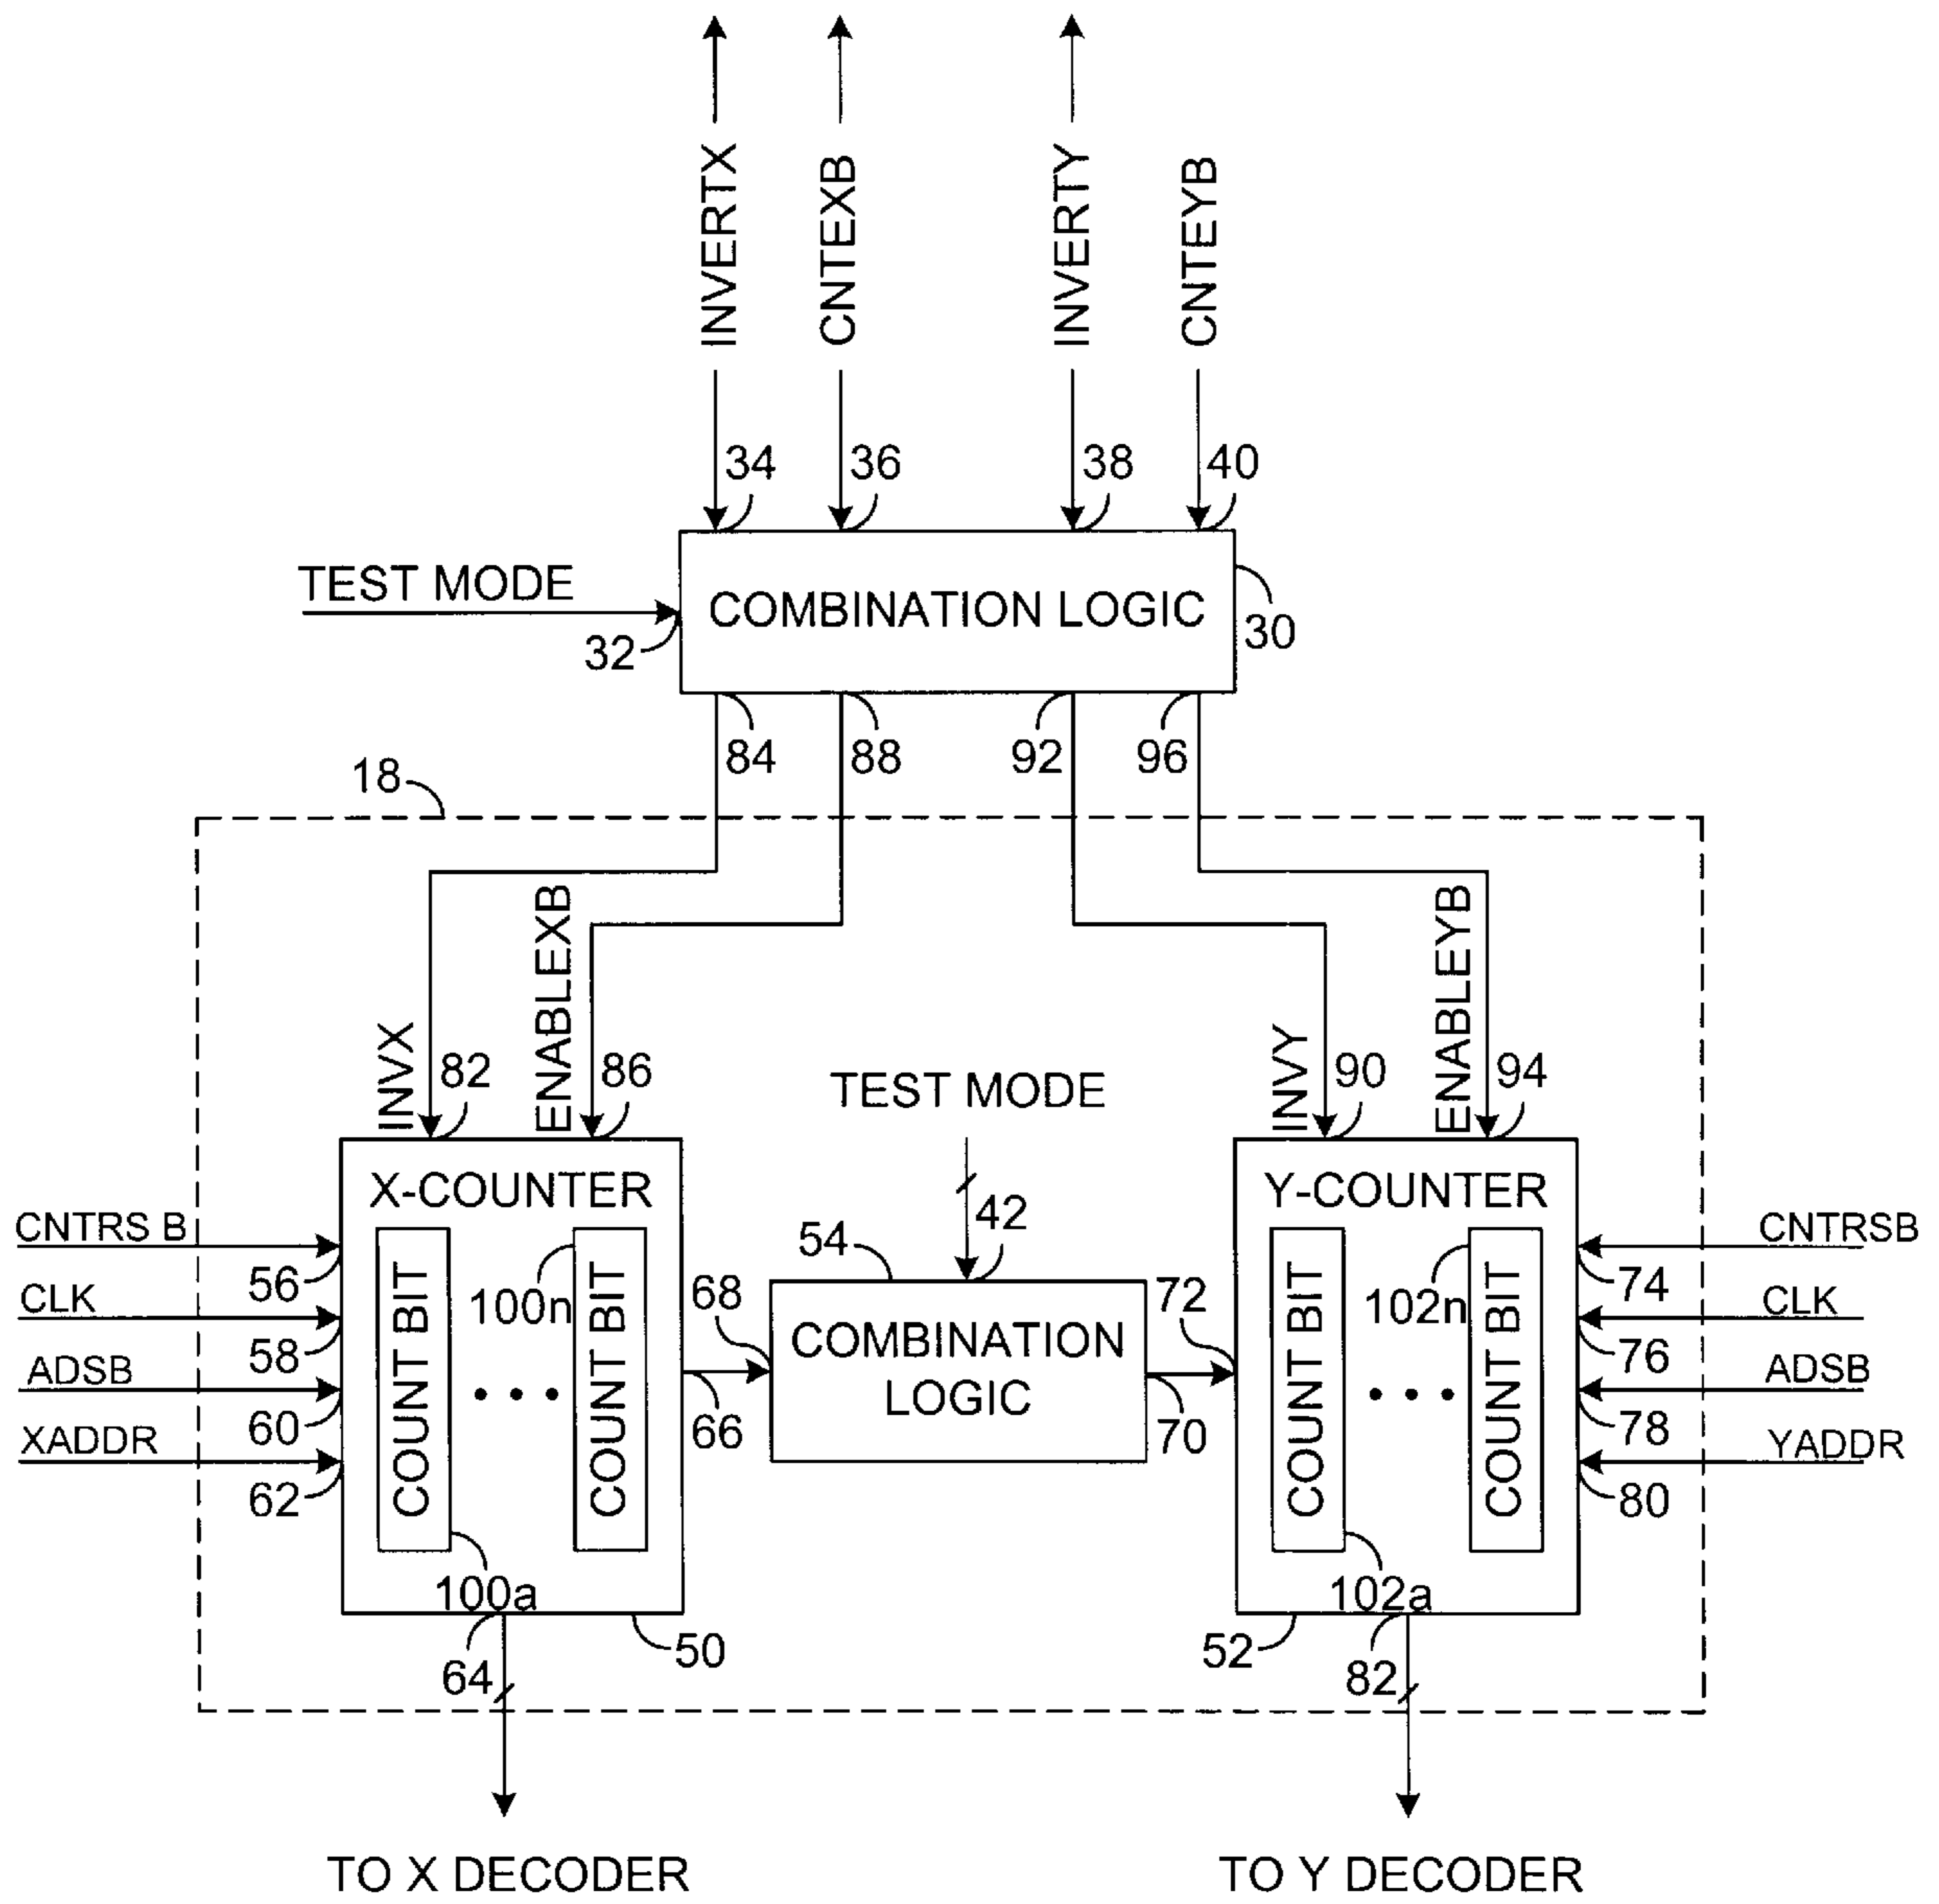 INVERTX
CNTEXB
INVERTY
CNTEYB
34
36
38
40
TEST MODE
COMBINATION LOGIC
32
30
84
88
92
96
18
INVX
82
ENABLEXB
86
TEST MODE
INVY
90
ENABLEYB
94
X-COUNTER
Y-COUNTER
CNTRS B
56
CLK
58
ADSB
60
XADDR
62
COUNT BIT
100n
COUNT BIT
100a
54
42
68
COMBINATION
LOGIC
66
72
70
COUNT BIT
102n
COUNT BIT
102a
CNTRSB
74
CLK
76
ADSB
78
YADDR
80
64
50
52
82
TO X DECODER
TO Y DECODER